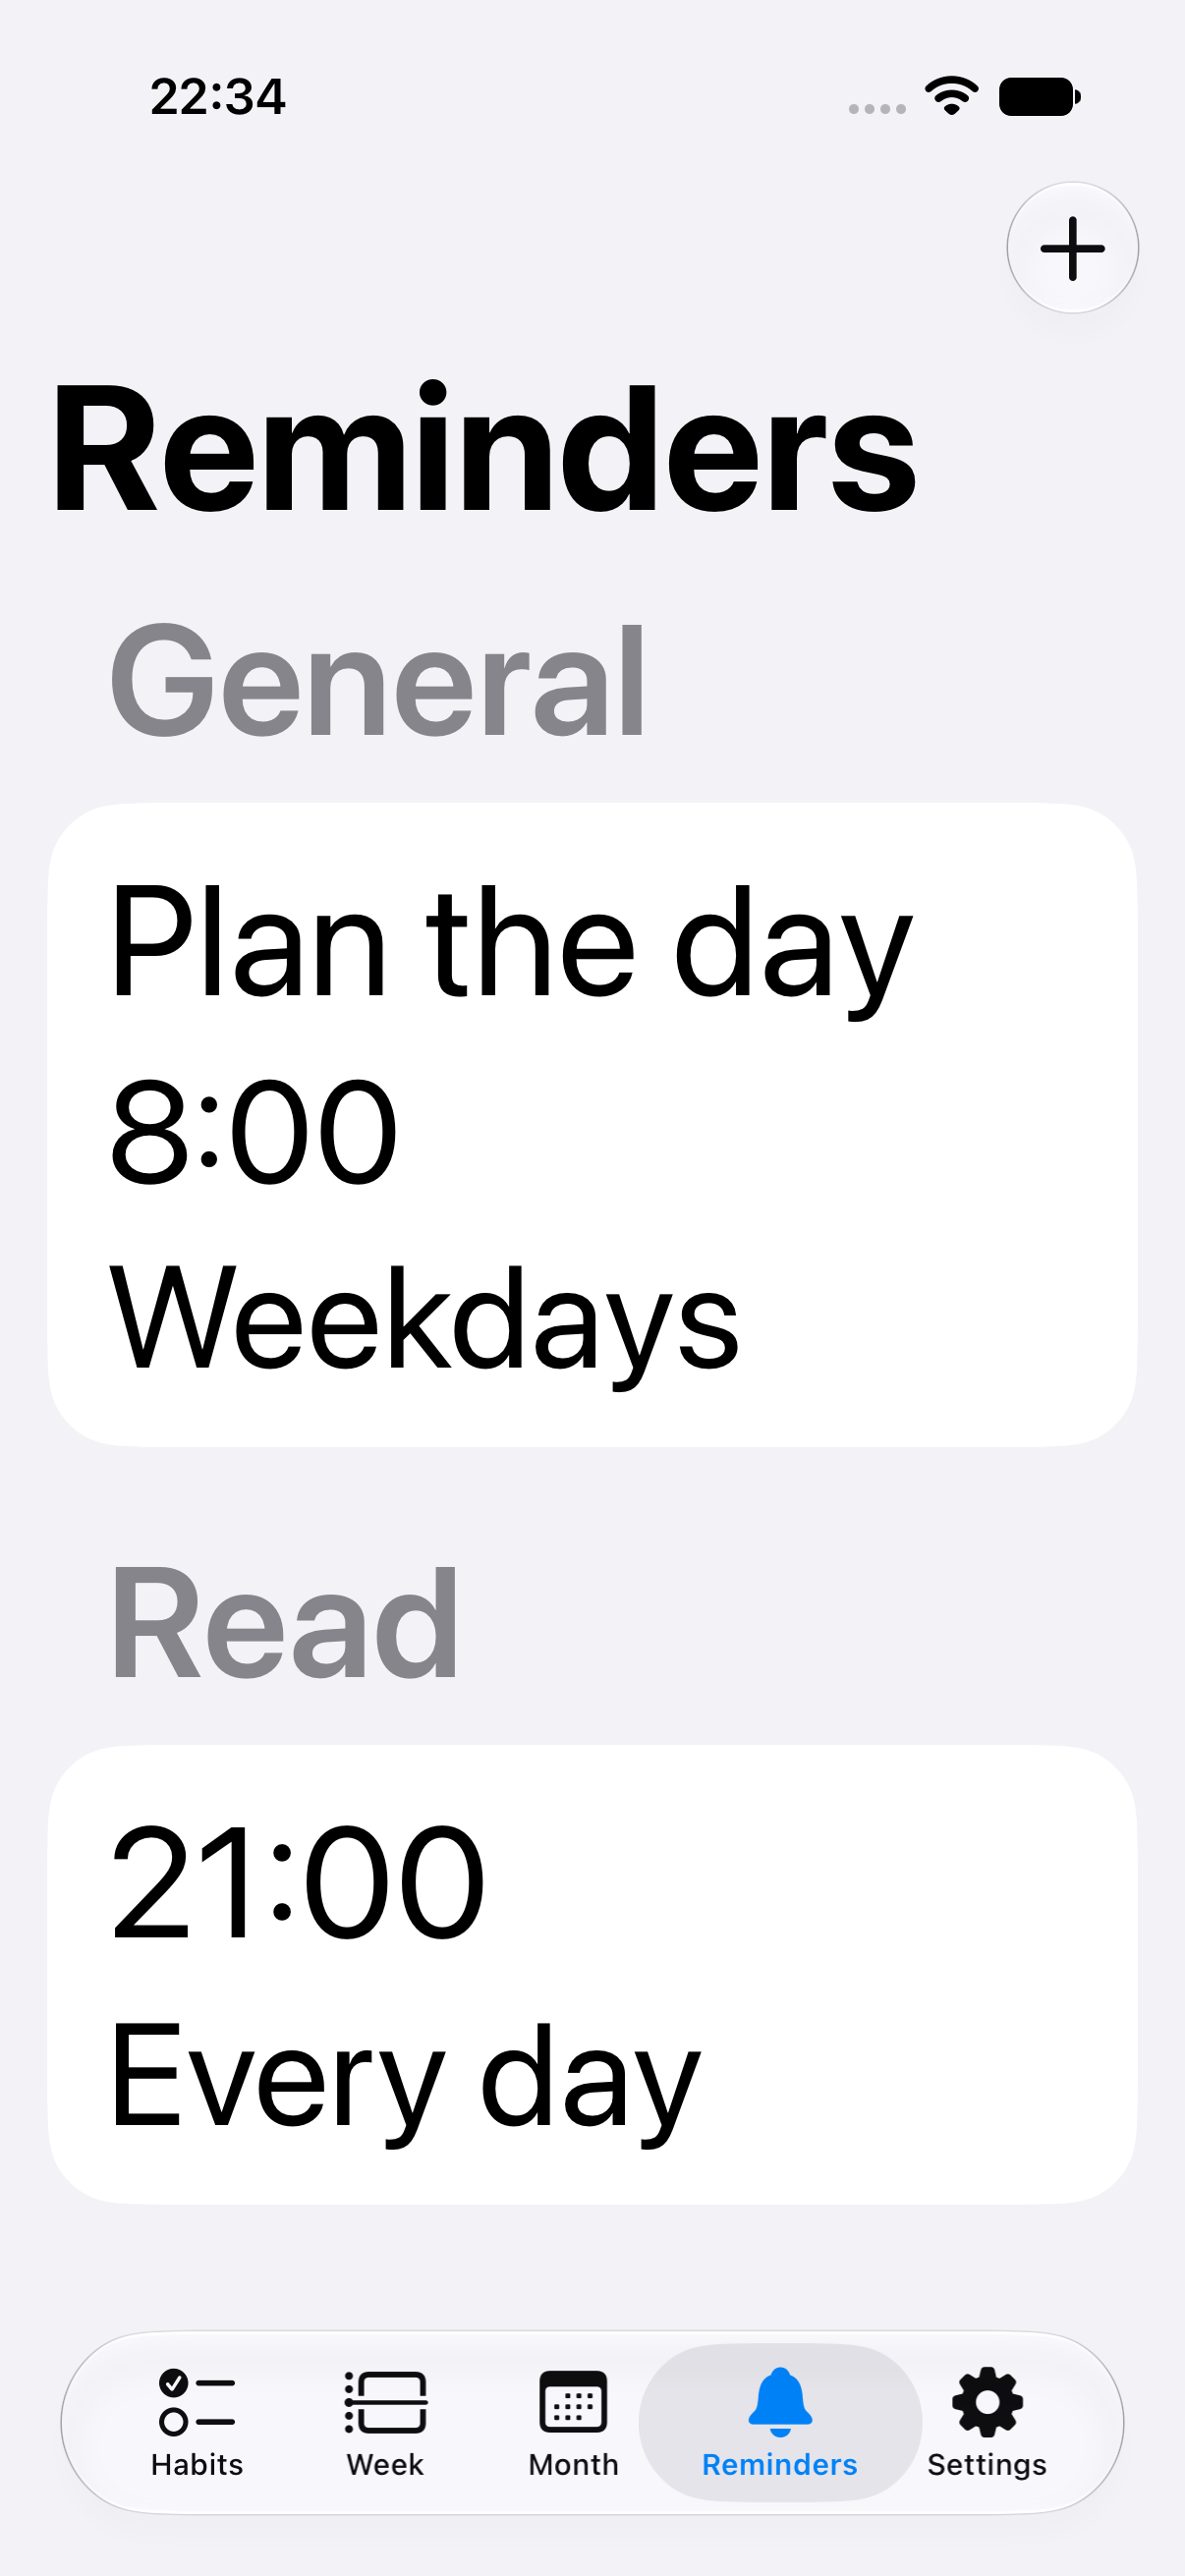 22:34
Reminders
General
Plan the day
8:00
Weekdays
Read
21:00
Every day
Habits
Week
Month
Reminders
Settings